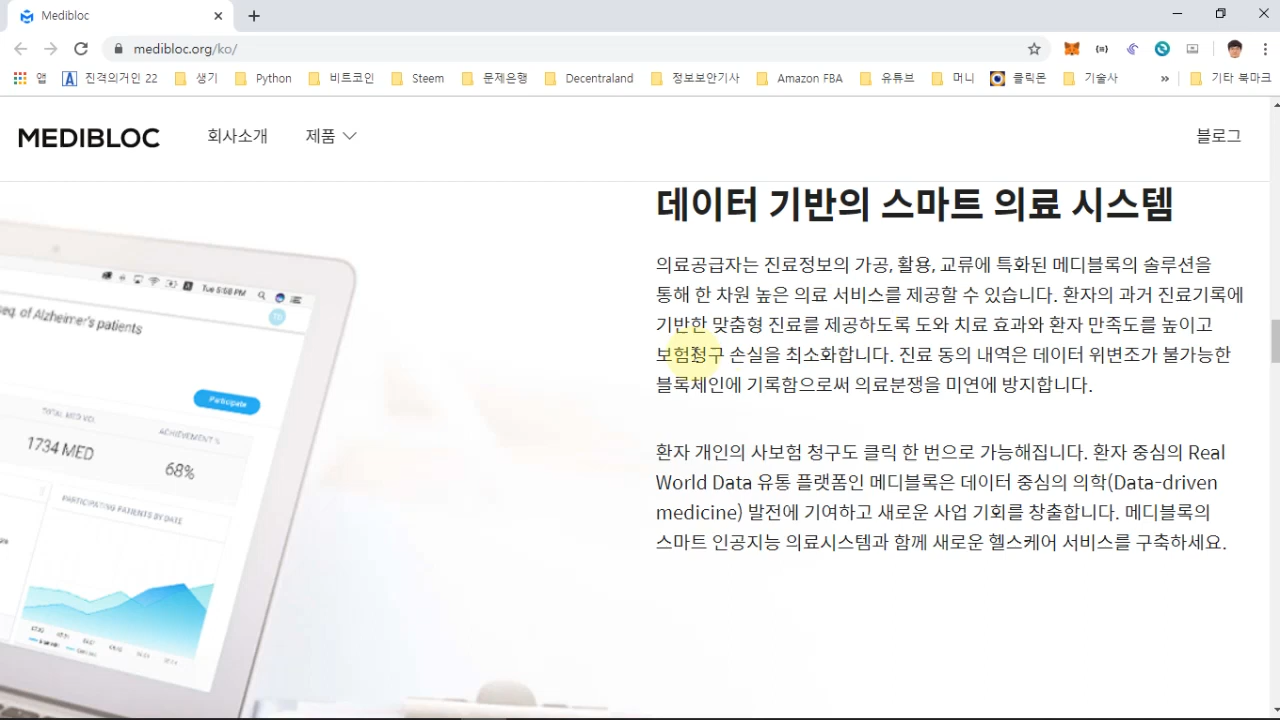 Medibloc
medibloc.org/ko/
앱
진격의거인 22
생기
Python
비트코인
Steem
문제은행
Decentraland
정보보안기사
Amazon FBA
유튜브
머니
클릭몬
기술사
»
기타 북마크
MEDIBLOC
회사소개
제품
블로그
데이터 기반의 스마트 의료 시스템
의료공급자는 진료정보의 가공, 활용, 교류에 특화된 메디블록의 솔루션을
통해 한 차원 높은 의료 서비스를 제공할 수 있습니다. 환자의 과거 진료기록에
기반한 맞춤형 진료를 제공하도록 도와 치료 효과와 환자 만족도를 높이고
보험청구 손실을 최소화합니다. 진료 동의 내역은 데이터 위변조가 불가능한
블록체인에 기록함으로써 의료분쟁을 미연에 방지합니다.
환자 개인의 사보험 청구도 클릭 한 번으로 가능해집니다. 환자 중심의 Real
World Data 유통 플랫폼인 메디블록은 데이터 중심의 의학(Data-driven
medicine) 발전에 기여하고 새로운 사업 기회를 창출합니다. 메디블록의
스마트 인공지능 의료시스템과 함께 새로운 헬스케어 서비스를 구축하세요.
Tue 5:58 PM
seq. of Alzheimer's patients
Participate
TOTAL MED VOL.
ACHIEVEMENT %
1734 MED
68%
PARTICIPATING PATIENTS BY DATE